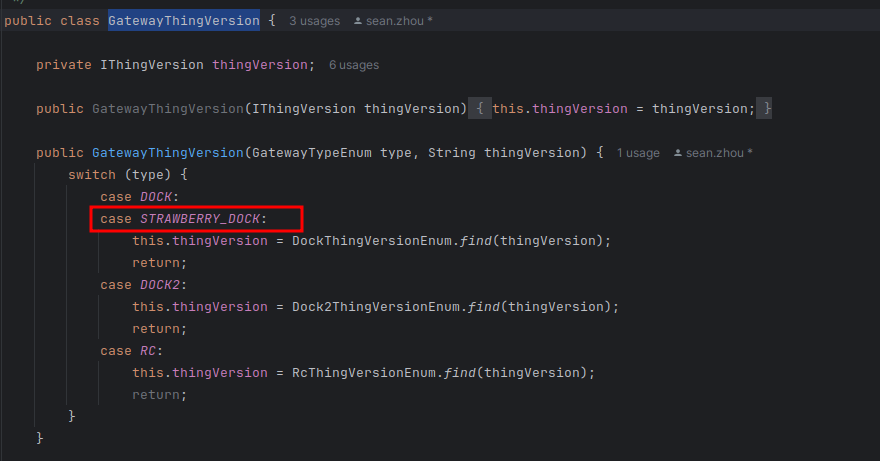 public class GatewayThingVersion { 3 usages sean.zhou *
private IThingVersion thingVersion; 6 usages
public GatewayThingVersion(IThingVersion thingVersion) { this.thingVersion = thingVersion; }
public GatewayThingVersion(GatewayTypeEnum type, String thingVersion) { 1 usage sean.zhou *
switch (type) {
case DOCK:
case STRAWBERRY_DOCK:
this.thingVersion = DockThingVersionEnum.find(thingVersion);
return;
case DOCK2:
this.thingVersion = Dock2ThingVersionEnum.find(thingVersion);
return;
case RC:
this.thingVersion = RcThingVersionEnum.find(thingVersion);
return;
}
}